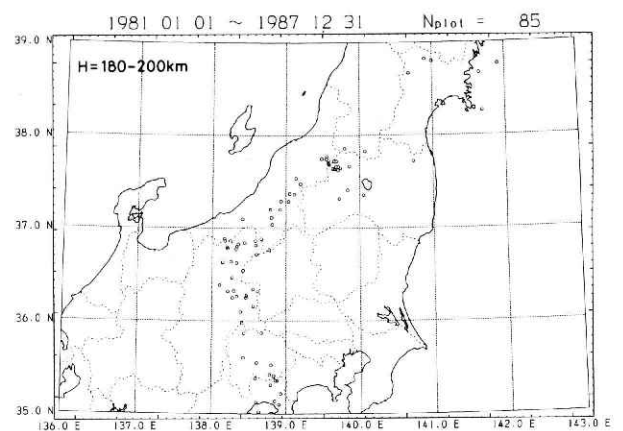 1981 01 01 ~ 1987 12 31 Nplot = 85
39.0 N
H=180-200km
38.0 N
37.0 N
36.0 N
35.0 N
136.0 E 137.0 E 138.0 E 139.0 E 140.0 E 141.0 E 142.0 E 143.0 E